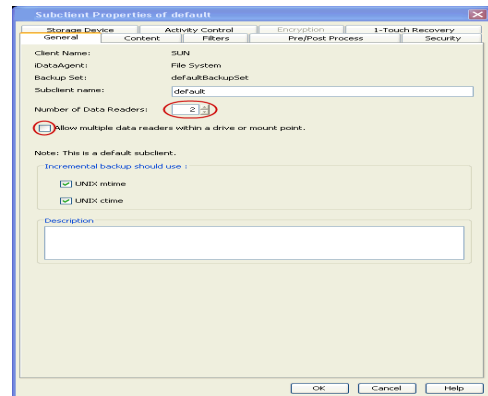 Subclient Properties of default
Storage Device Activity Control Encryption 1-Touch Recovery
General Content Filters Pre/Post Process Security
Client Name: SUN
iDataAgent: File System
Backup Set: defaultBackupSet
Subclient name: default
Number of Data Readers: 2
Allow multiple data readers within a drive or mount point.
Note: This is a default subclient.
Incremental backup should use :
UNIX mtime
UNIX ctime
Description
OK Cancel Help